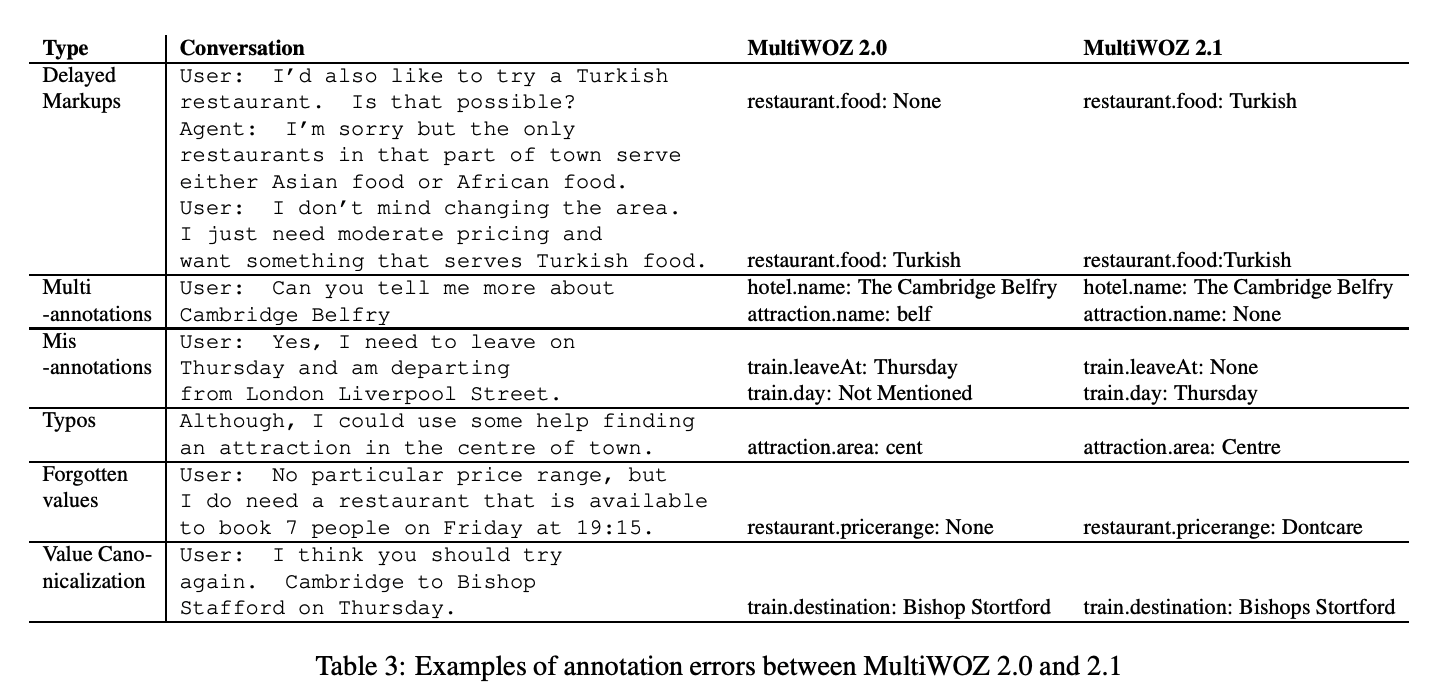 Type Conversation MultiWOZ 2.0 MultiWOZ 2.1
Delayed User: I'd also like to try a Turkish
Markups restaurant. Is that possible? restaurant.food: None restaurant.food: Turkish
Agent: I'm sorry but the only
restaurants in that part of town serve
either Asian food or African food.
User: I don't mind changing the area.
I just need moderate pricing and
want something that serves Turkish food. restaurant.food: Turkish restaurant.food:Turkish
Multi User: Can you tell me more about hotel.name: The Cambridge Belfry hotel.name: The Cambridge Belfry
-annotations Cambridge Belfry attraction.name: belf attraction.name: None
Mis User: Yes, I need to leave on
-annotations Thursday and am departing train.leaveAt: Thursday train.leaveAt: None
from London Liverpool Street. train.day: Not Mentioned train.day: Thursday
Typos Although, I could use some help finding
an attraction in the centre of town. attraction.area: cent attraction.area: Centre
Forgotten User: No particular price range, but
values I do need a restaurant that is available
to book 7 people on Friday at 19:15. restaurant.pricerange: None restaurant.pricerange: Dontcare
Value Cano- User: I think you should try
nicalization again. Cambridge to Bishop
Stafford on Thursday. train.destination: Bishop Stortford train.destination: Bishops Stortford
Table 3: Examples of annotation errors between MultiWOZ 2.0 and 2.1